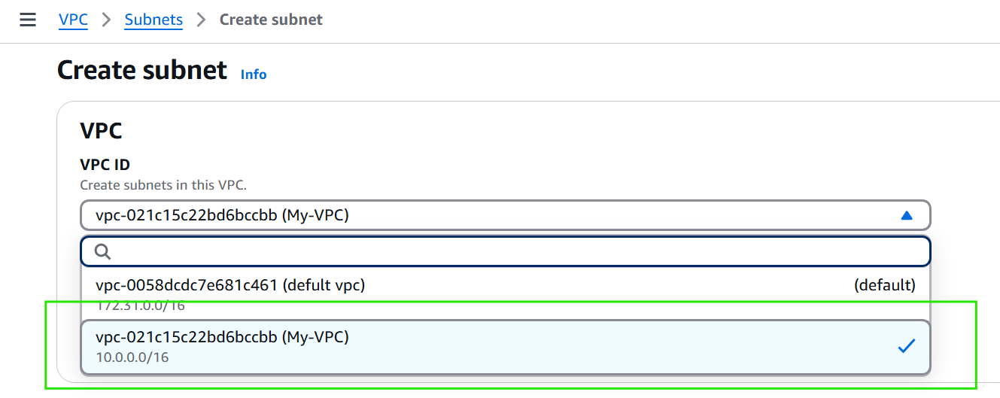 VPC > Subnets > Create subnet
Create subnet Info
VPC
VPC ID
Create subnets in this VPC.
vpc-021c15c22bd6bccbb (My-VPC)
vpc-0058dcdc7e681c461 (defult vpc) (default)
172.31.0.0/16
vpc-021c15c22bd6bccbb (My-VPC)
10.0.0.0/16